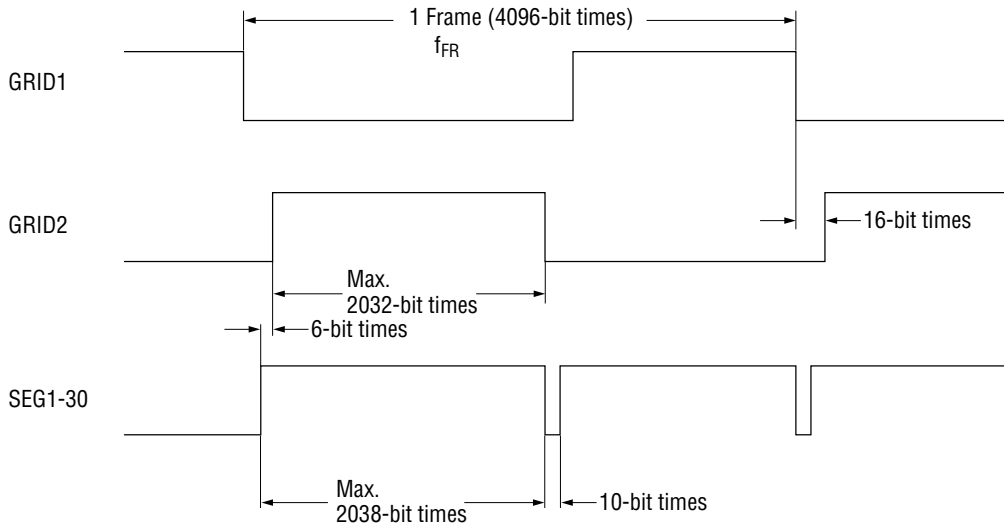 1 Frame (4096-bit times)
fFR
GRID1
GRID2
16-bit times
Max.
2032-bit times
6-bit times
SEG1-30
Max.
2038-bit times
10-bit times